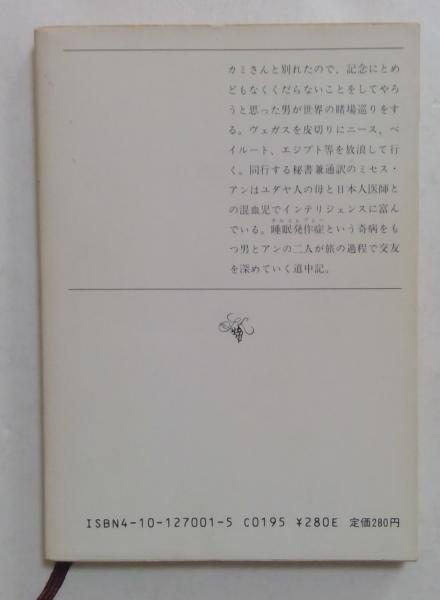 カミさんと別れたので、記念にとめ
どもなくくだらないことをしてやろ
うと思った男が世界の賭場巡りをす
る。ヴェガスを皮切りにニース、ベ
イルート、エジプト等を放浪して行
く。同行する秘書兼通訳のミセス・
アンはユダヤ人の母と日本人医師と
の混血児でインテリジェンスに富ん
ナルコレプシー
でいる。睡眠発作症という奇病をも
つ男とアンの二人が旅の過程で交友
を深めていく道中記。
ISBN4-10-127001-5 C0195 ¥280E 定価280円